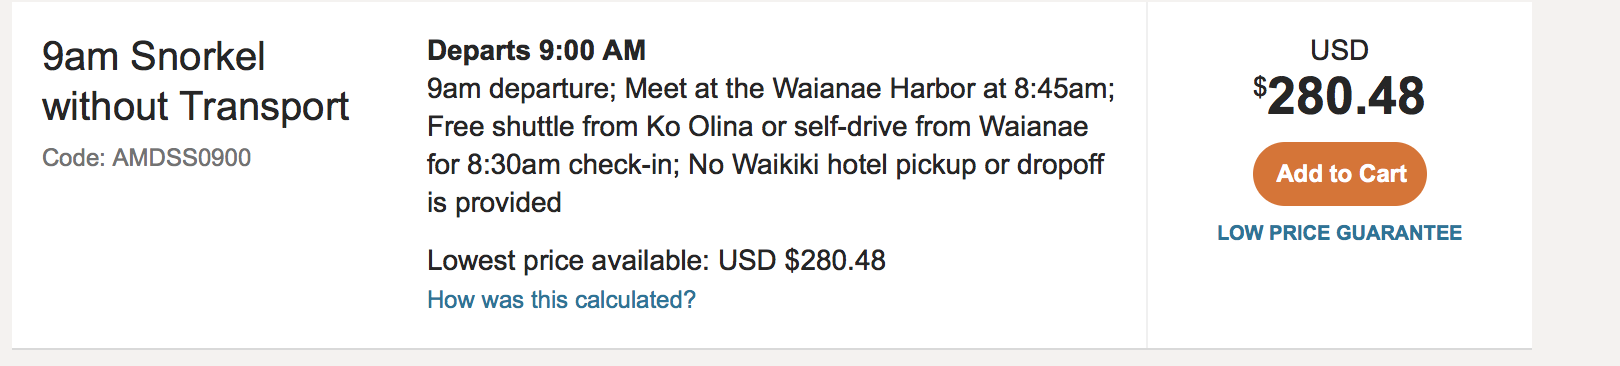 9am Snorkel
without Transport
Code: AMDSS0900
Departs 9:00 AM
9am departure; Meet at the Waianae Harbor at 8:45am;
Free shuttle from Ko Olina or self-drive from Waianae
for 8:30am check-in; No Waikiki hotel pickup or dropoff
is provided
Lowest price available: USD $280.48
How was this calculated?
USD
$280.48
Add to Cart
LOW PRICE GUARANTEE